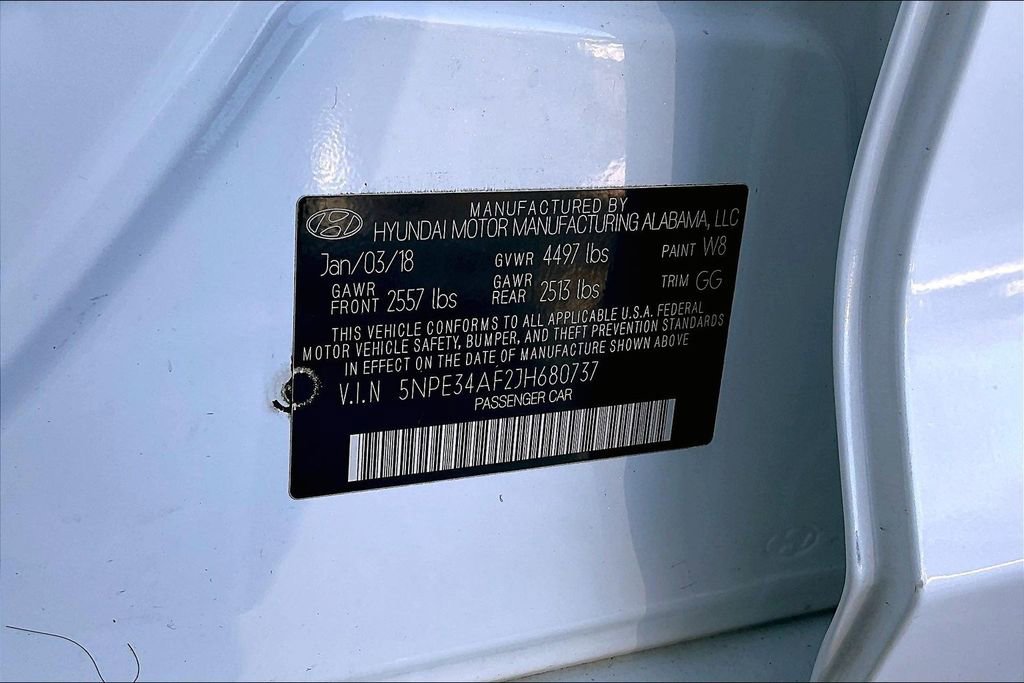 MANUFACTURED BY
HYUNDAI MOTOR MANUFACTURING ALABAMA, LLC
Jan/03/18 GVWR 4497 lbs PAINT W8
GAWR FRONT 2557 lbs GAWR REAR 2513 lbs TRIM GG
THIS VEHICLE CONFORMS TO ALL APPLICABLE U.S.A. FEDERAL
MOTOR VEHICLE SAFETY, BUMPER, AND THEFT PREVENTION STANDARDS
IN EFFECT ON THE DATE OF MANUFACTURE SHOWN ABOVE
V.I.N 5NPE34AF2JH680737
PASSENGER CAR